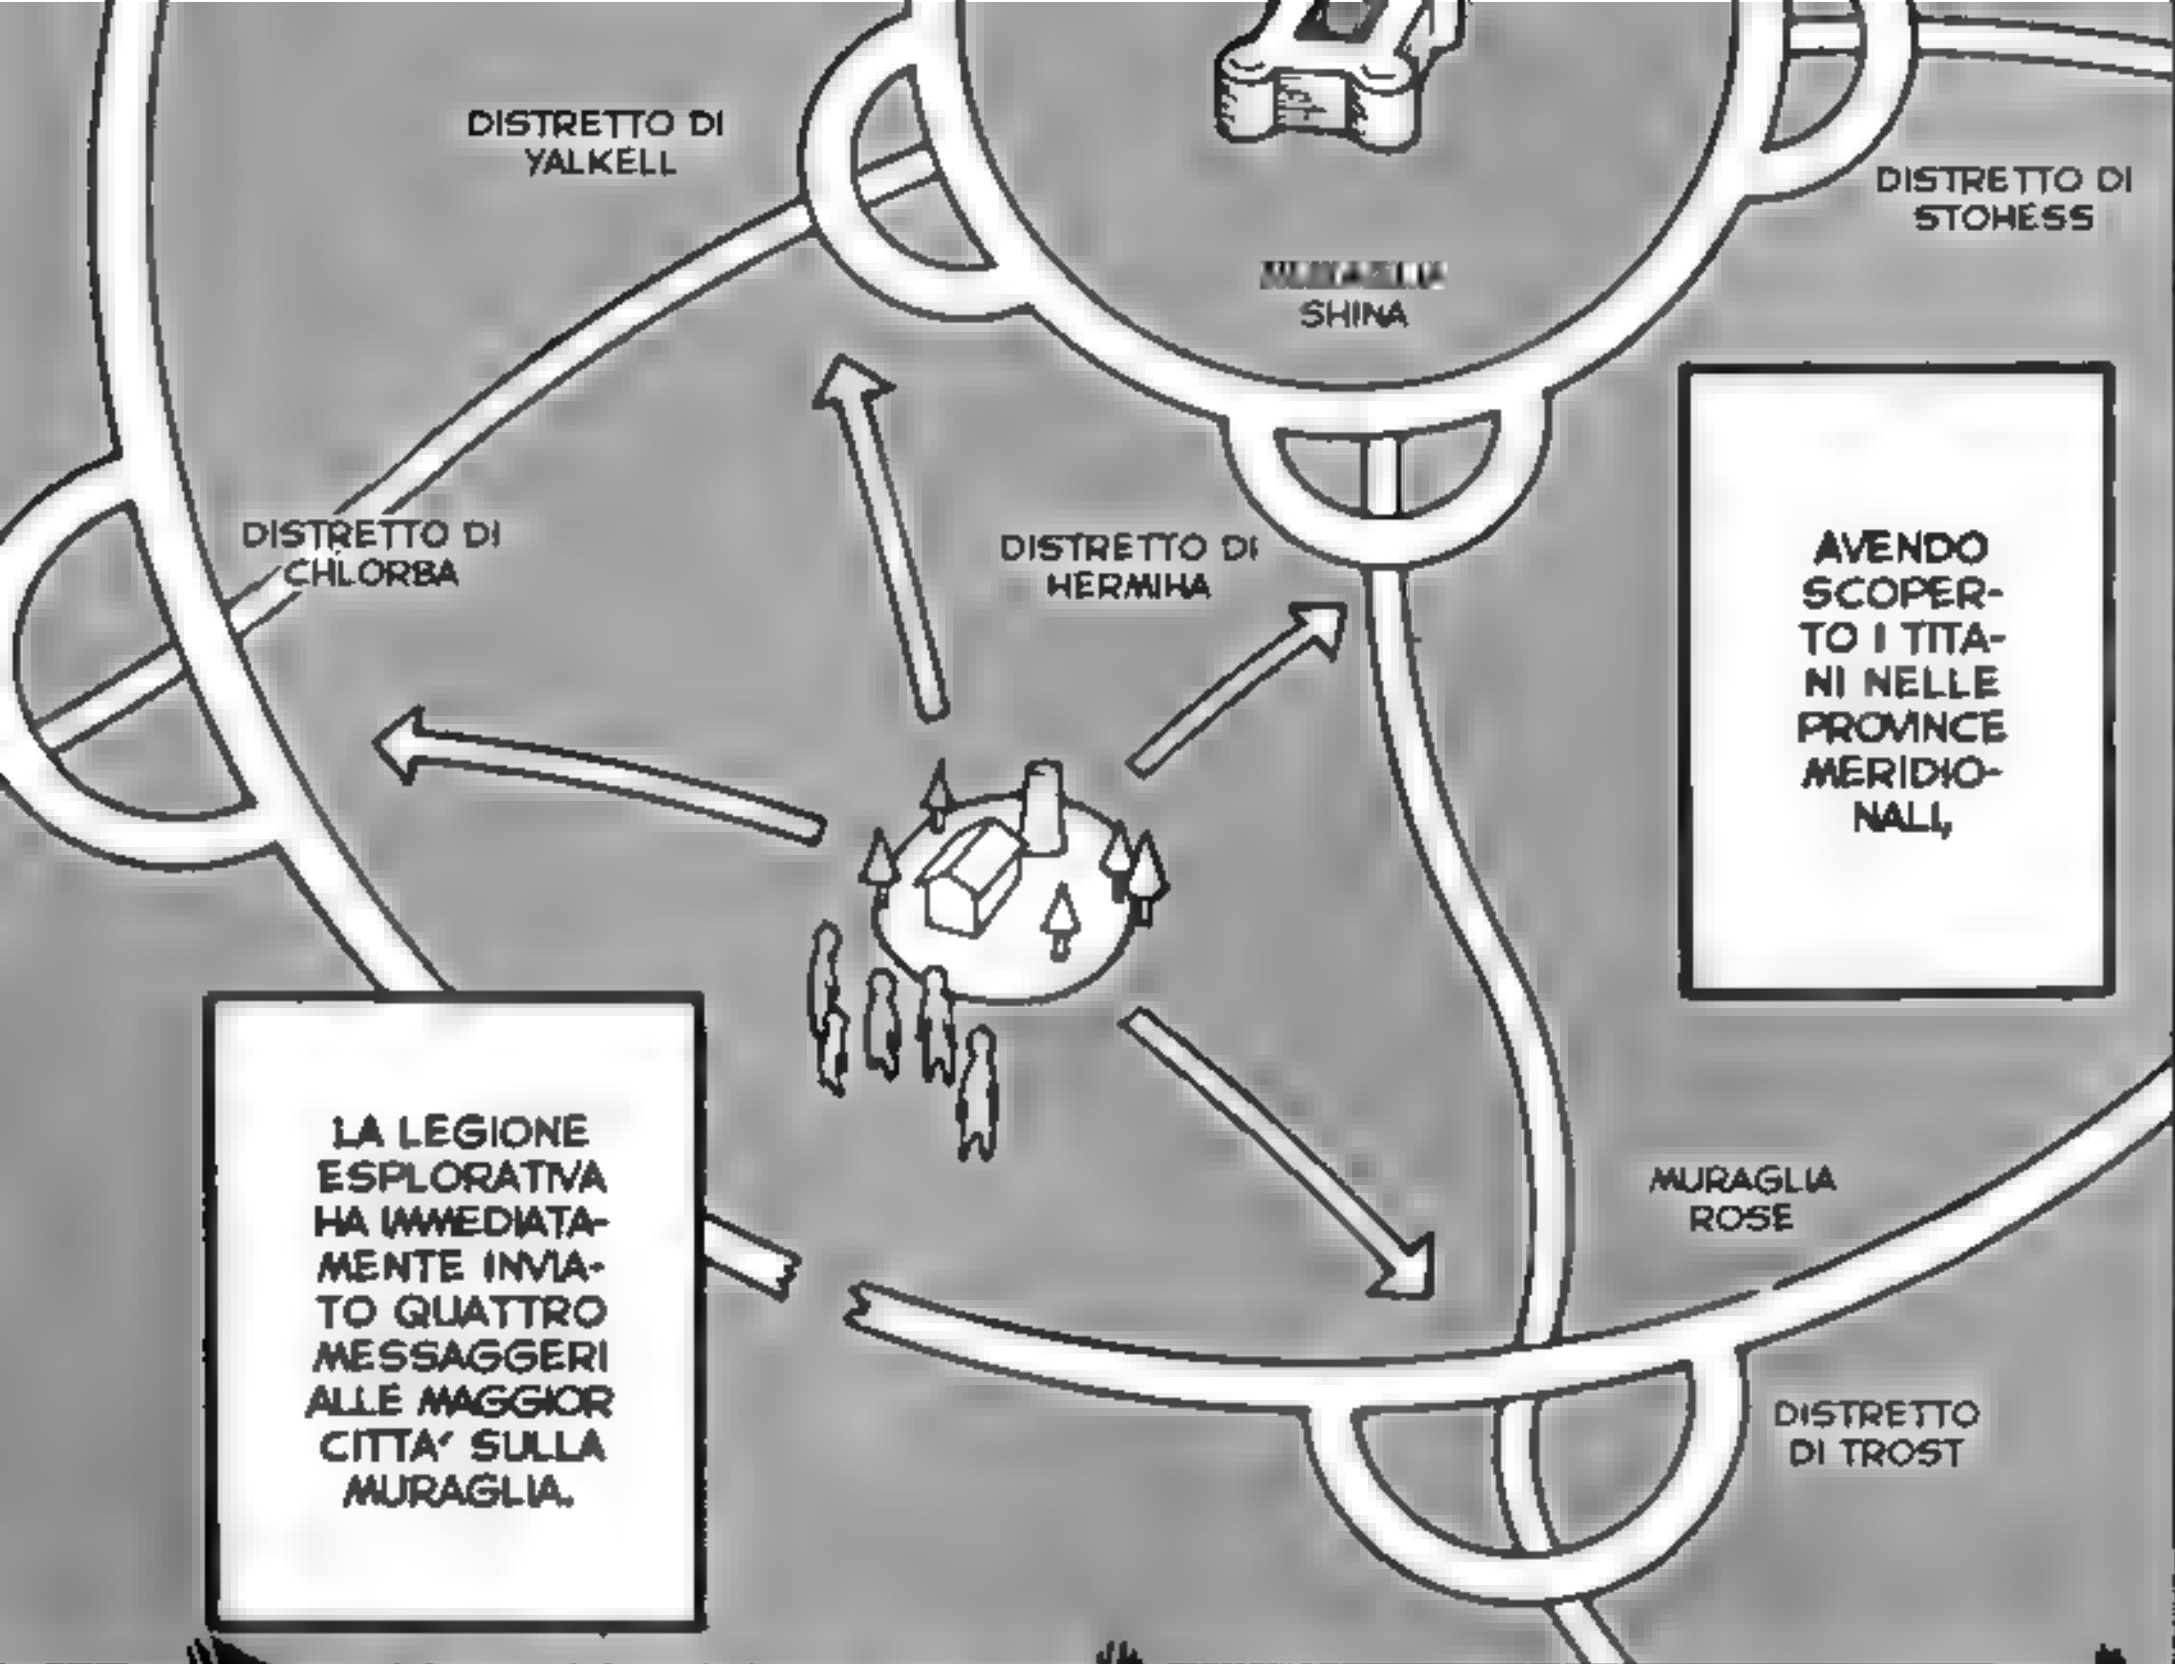 DISTRETTO DI
YALKELL
DISTRETTO DI
STOHESS
SHINA
DISTRETTO DI
CHLORBA
DISTRETTO DI
HERMIHA
AVENDO
SCOPER-
TO I TITA-
NI NELLE
PROVINCE
MERIDIO-
NALI,
LA LEGIONE
ESPLORATIVA
HA IMMEDIATA-
MENTE INVIA-
TO QUATTRO
MESSAGGERI
ALLE MAGGIOR
CITTA' SULLA
MURAGLIA.
MURAGLIA
ROSE
DISTRETTO
DI TROST